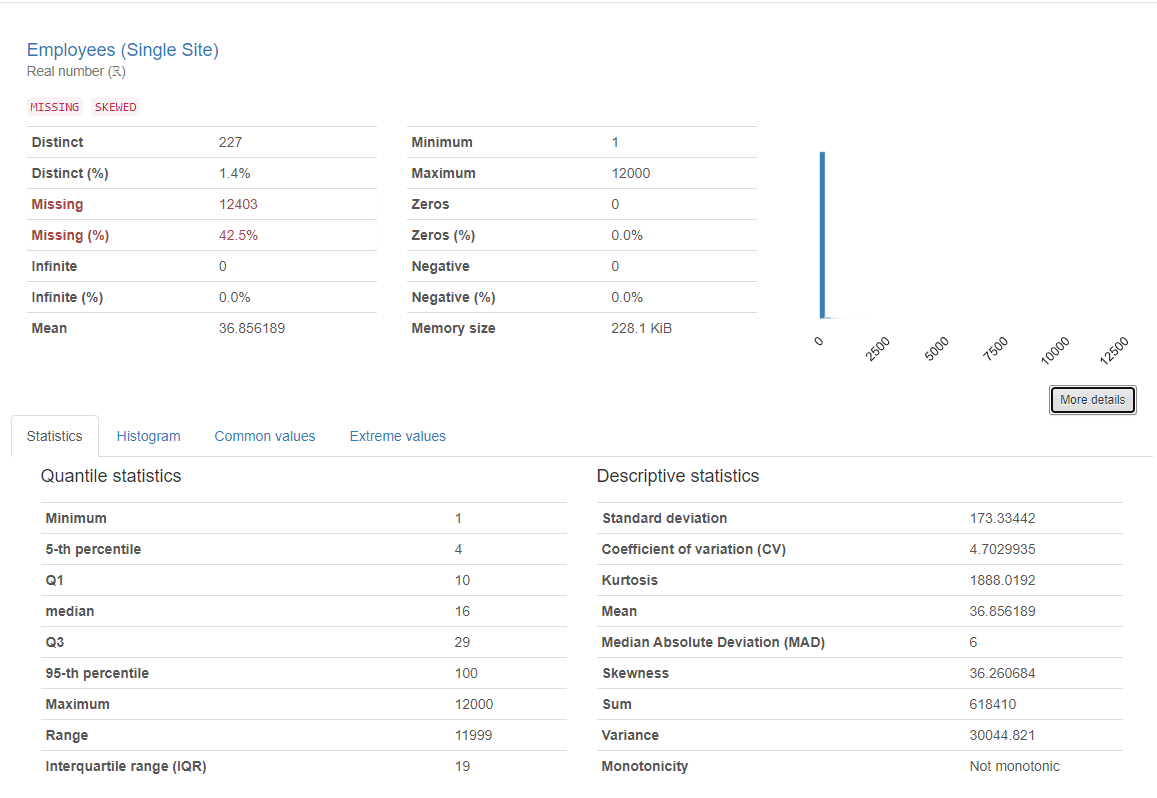 Employees (Single Site)
Real number (ℝ)
MISSING SKEWED
Distinct 227
Distinct (%) 1.4%
Missing 12403
Missing (%) 42.5%
Infinite 0
Infinite (%) 0.0%
Mean 36.856189
Minimum 1
Maximum 12000
Zeros 0
Zeros (%) 0.0%
Negative 0
Negative (%) 0.0%
Memory size 228.1 KiB
0 2500 5000 7500 10000 12500
More details
Statistics Histogram Common values Extreme values
Quantile statistics
Minimum 1
5-th percentile 4
Q1 10
median 16
Q3 29
95-th percentile 100
Maximum 12000
Range 11999
Interquartile range (IQR) 19
Descriptive statistics
Standard deviation 173.33442
Coefficient of variation (CV) 4.7029935
Kurtosis 1888.0192
Mean 36.856189
Median Absolute Deviation (MAD) 6
Skewness 36.260684
Sum 618410
Variance 30044.821
Monotonicity Not monotonic